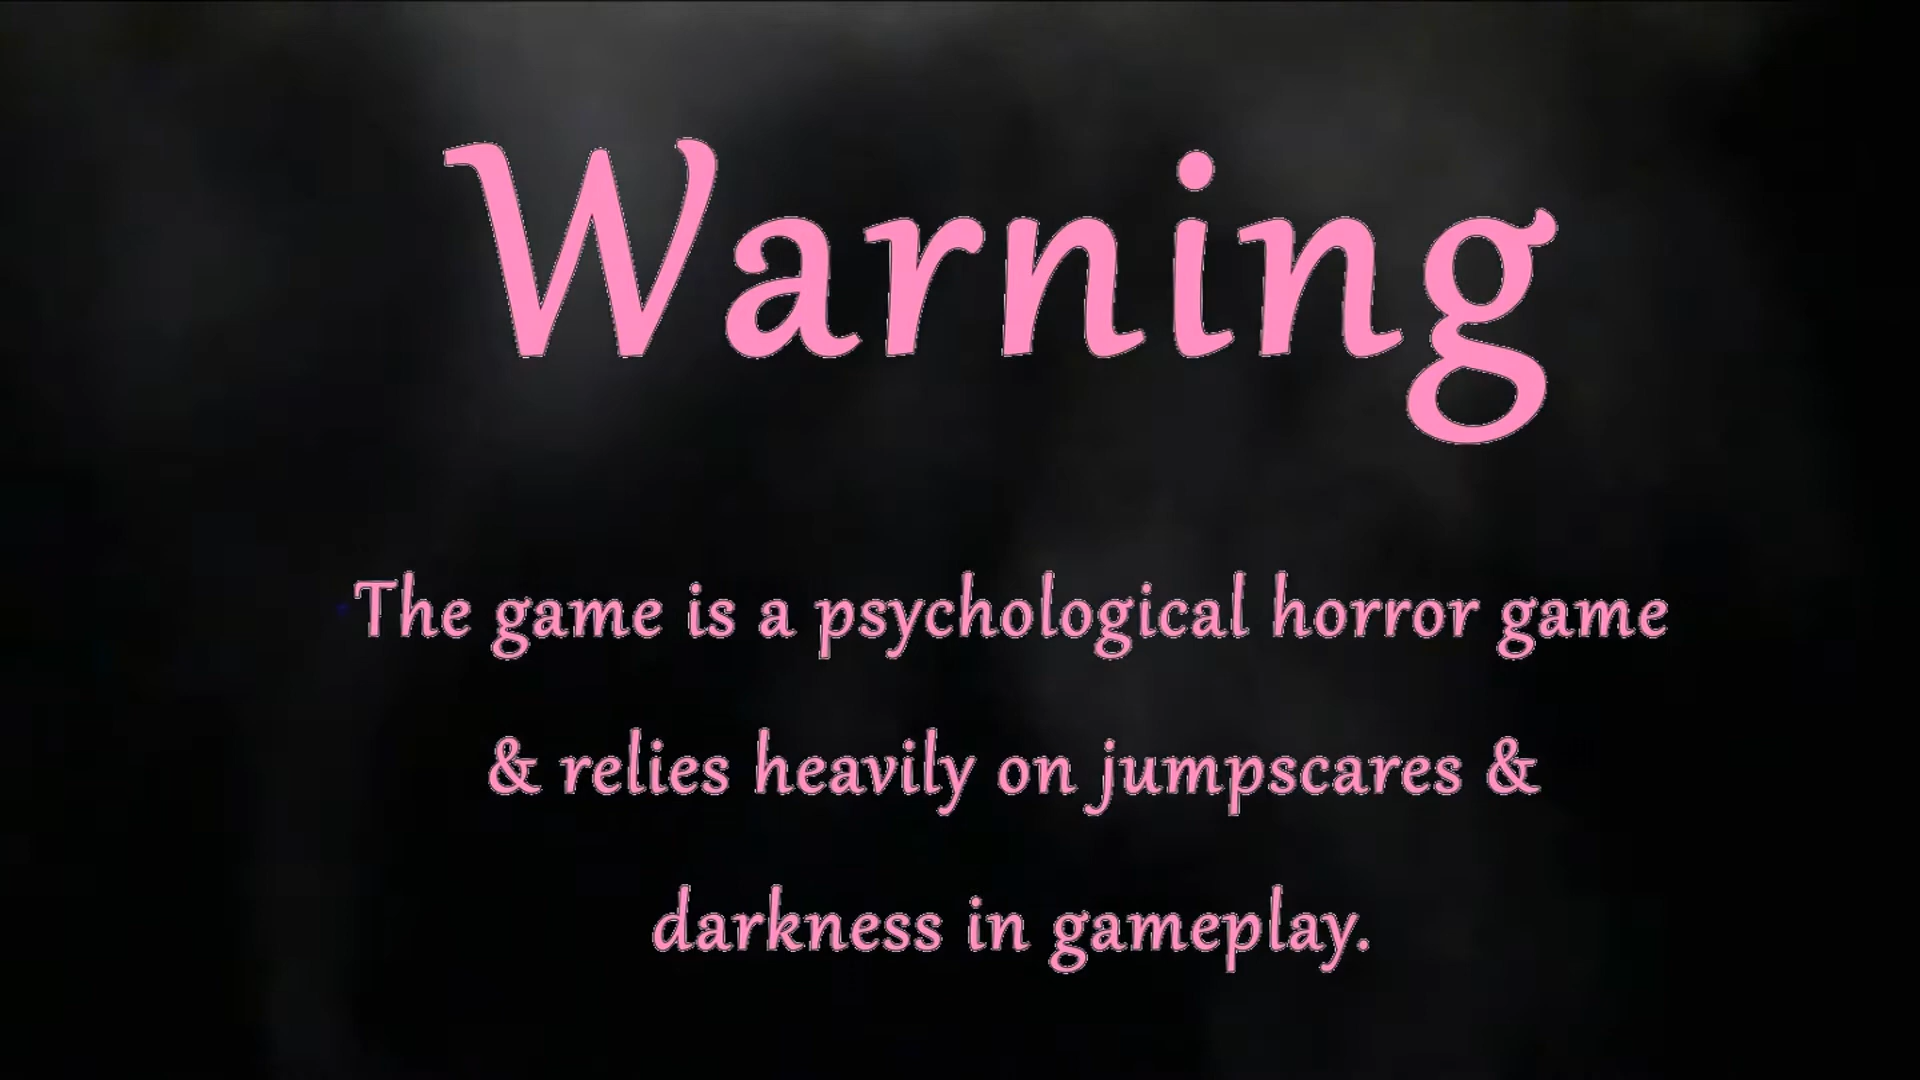 Warning
The game is a psychological horror game
& relies heavily on jumpscares &
darkness in gameplay.